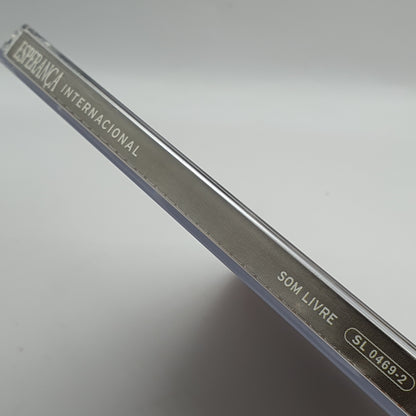 ESPERANÇA INTERNACIONAL SOM LIVRE SL 0469-2